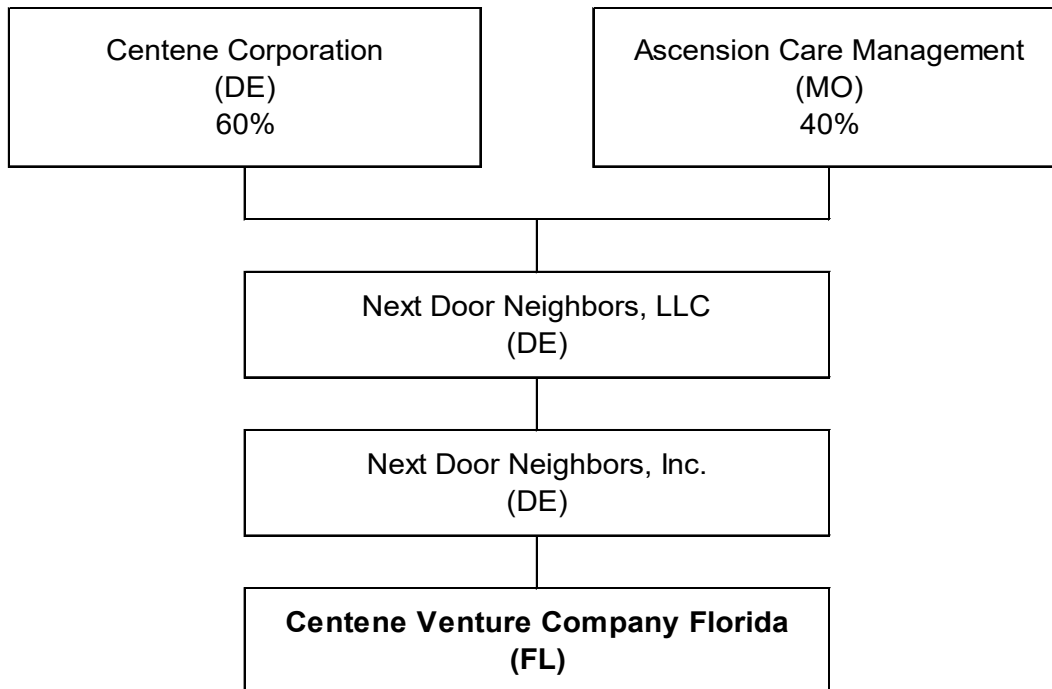 Centene Corporation
(DE)
60%
Ascension Care Management
(MO)
40%
Next Door Neighbors, LLC
(DE)
Next Door Neighbors, Inc.
(DE)
Centene Venture Company Florida
(FL)